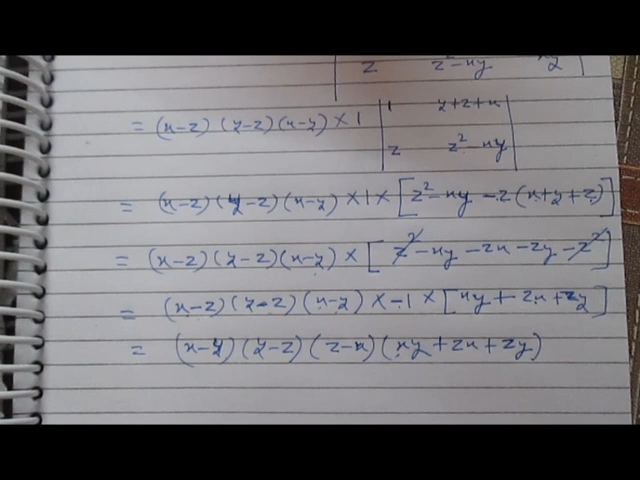 z z² - xy xy
= (x-z) (y-z) (x-y) × 1 | 1 y+z+x |
| z z² - xy |
= (x-z) (y-z) (x-y) × 1 × [z² - xy - z (x+y+z)]
= (x-z) (y-z) (x-y) × [z² - xy - zx - zy - z²]
= (x-z) (y-z) (x-y) × -1 × [xy + zx + zy]
= (x-y) (y-z) (z-x) (xy + zx + zy)